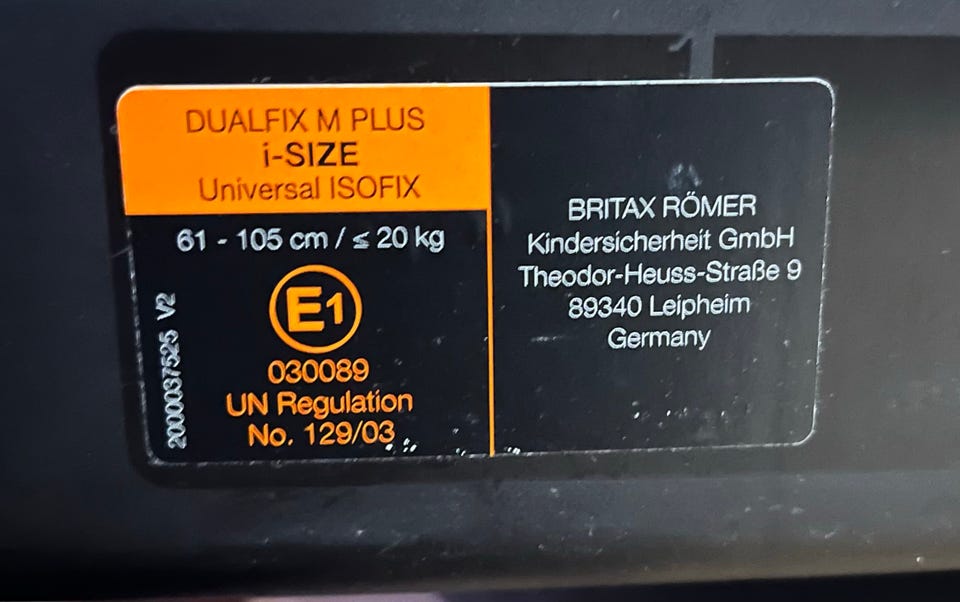 DUALFIX M PLUS
i-SIZE
Universal ISOFIX
61 - 105 cm / ≤ 20 kg
E1
030089
UN Regulation
No. 129/03
2000037525 V2
BRITAX RÖMER
Kindersicherheit GmbH
Theodor-Heuss-Straße 9
89340 Leipheim
Germany
1